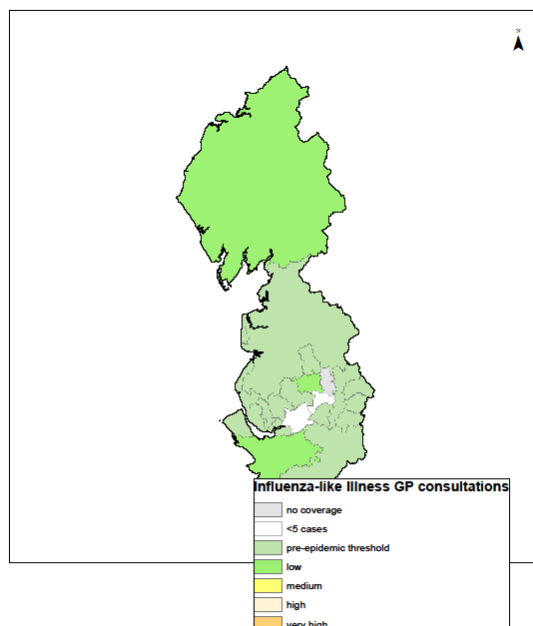 N
Influenza-like Illness GP consultations
no coverage
<5 cases
pre-epidemic threshold
low
medium
high
very high